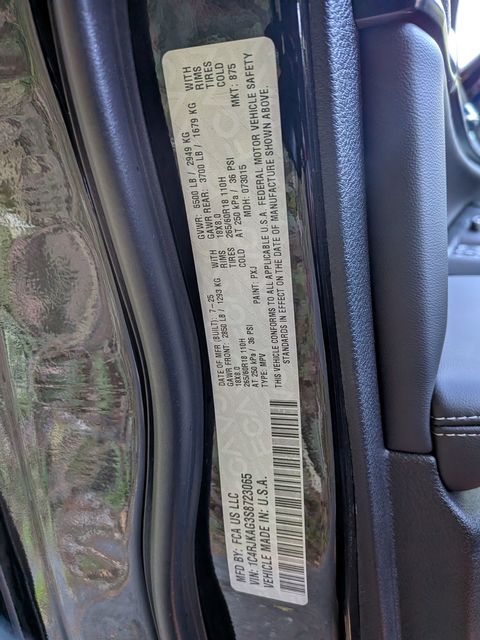 MFD BY: FCA US LLC
VIN: 1C4RJKAG3S8723065
VEHICLE MADE IN: U.S.A.
DATE OF MFR (BUILT): 7-25
GAWR FRONT: 2850 LB / 1293 KG WITH
18X8.0 RIMS
265/60R18 110H TIRES
AT 250 kPa / 36 PSI COLD
TYPE: MPV PAINT: PXJ
GVWR: 6500 LB / 2949 KG
GAWR REAR: 3700 LB / 1679 KG WITH
18X8.0 RIMS
265/60R18 110H TIRES
AT 250 kPa / 36 PSI COLD
MDH: 073015 MKT: 875
THIS VEHICLE CONFORMS TO ALL APPLICABLE U.S.A. FEDERAL MOTOR VEHICLE SAFETY
STANDARDS IN EFFECT ON THE DATE OF MANUFACTURE SHOWN ABOVE.